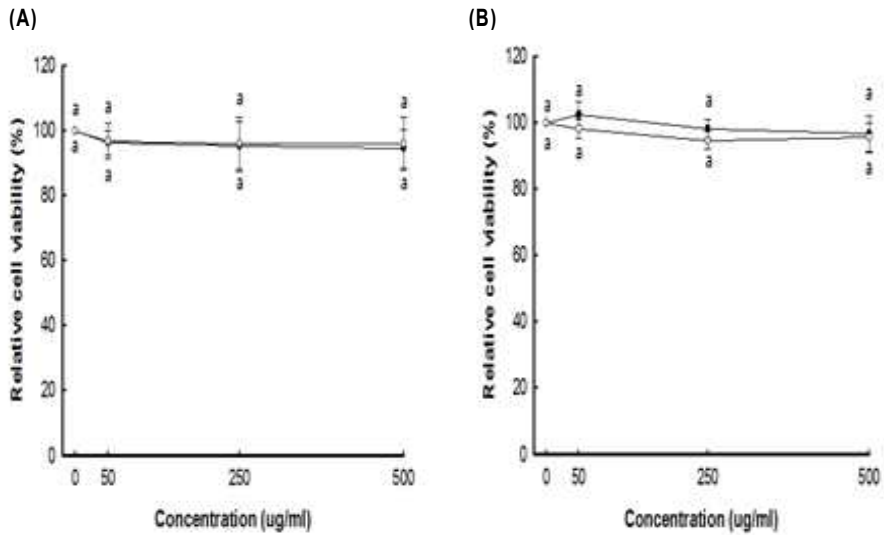 (A)
(B)
120
100
80
60
40
20
0
Relative cell viability (%)
a a a a
a a a a
0 50 250 500
Concentration (ug/ml)
120
100
80
60
40
20
0
Relative cell viability (%)
a a a a
a a a a
0 50 250 500
Concentration (ug/ml)